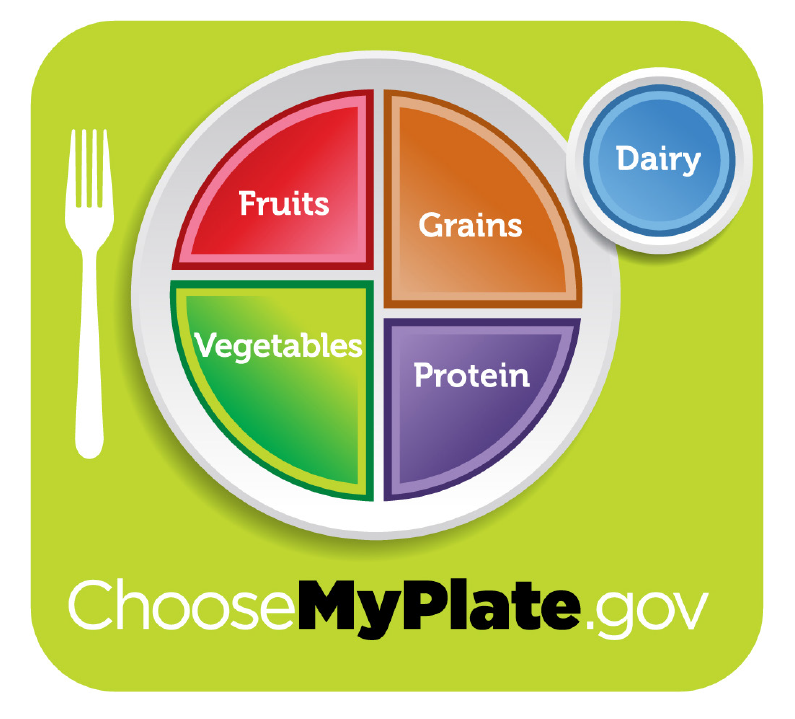 Dairy
Fruits
Grains
Vegetables
Protein
ChooseMyPlate.gov